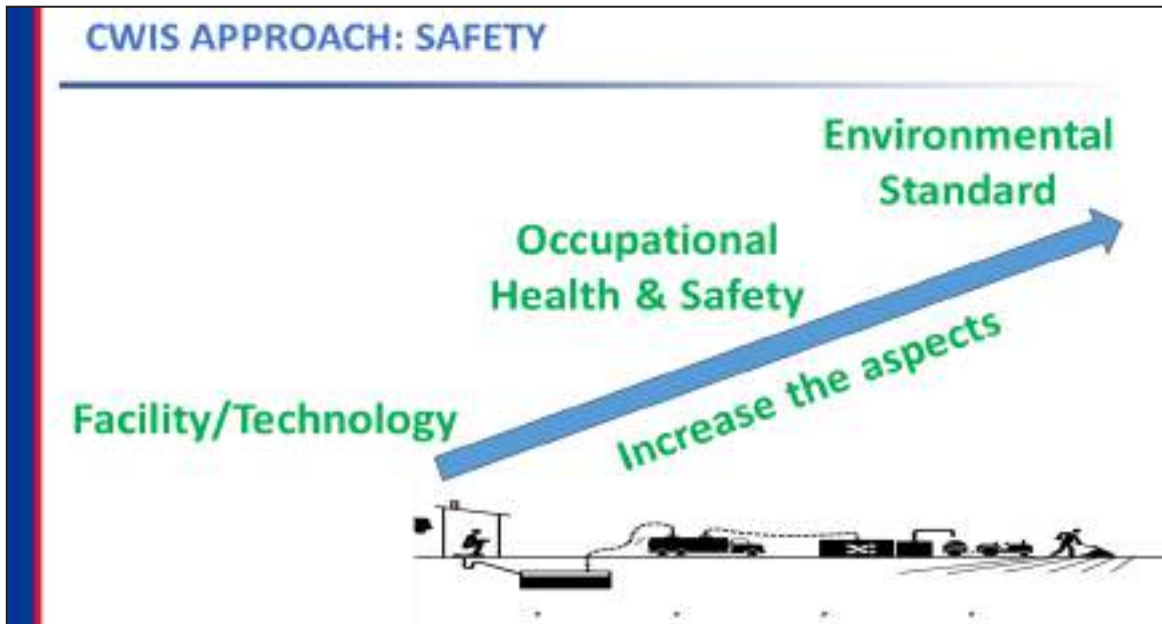 CWIS APPROACH: SAFETY
Environmental
Standard
Occupational
Health & Safety
Increase the aspects
Facility/Technology